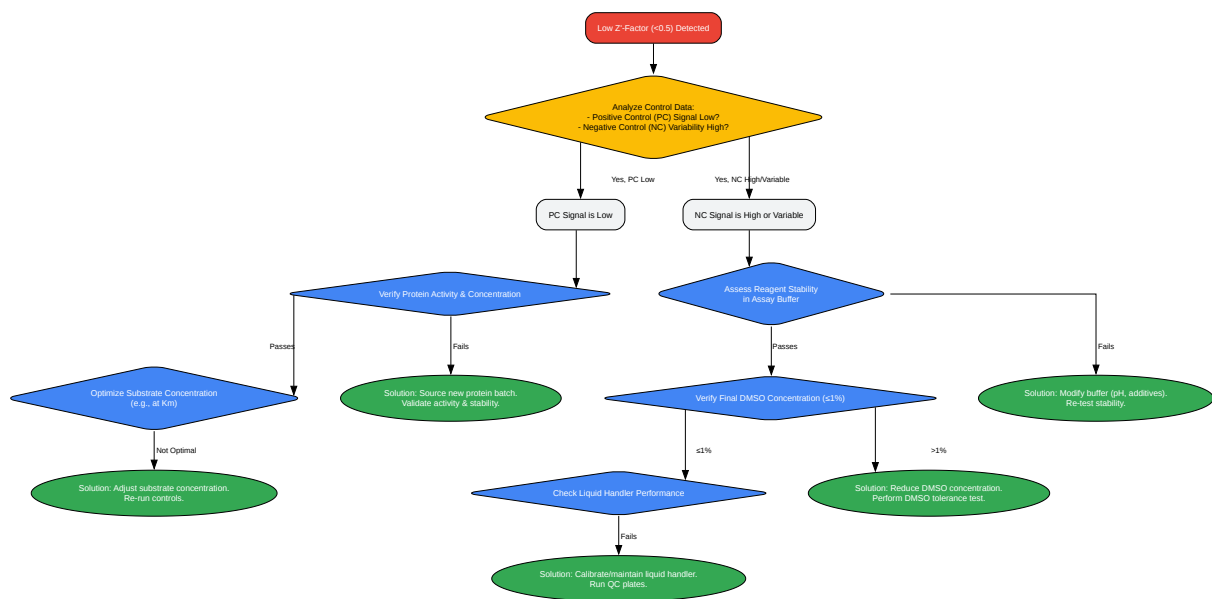 Low Z'-Factor (<0.5) Detected
Analyze Control Data:
- Positive Control (PC) Signal Low?
- Negative Control (NC) Variability High?
Yes, PC Low
Yes, NC High/Variable
PC Signal is Low
NC Signal is High or Variable
Verify Protein Activity & Concentration
Assess Reagent Stability
in Assay Buffer
Passes
Fails
Passes
Fails
Optimize Substrate Concentration
(e.g., at Km)
Solution: Source new protein batch.
Validate activity & stability.
Verify Final DMSO Concentration (≤1%)
Solution: Modify buffer (pH, additives).
Re-test stability.
Not Optimal
≤1%
>1%
Solution: Adjust substrate concentration.
Re-run controls.
Check Liquid Handler Performance
Solution: Reduce DMSO concentration.
Perform DMSO tolerance test.
Fails
Solution: Calibrate/maintain liquid handler.
Run QC plates.